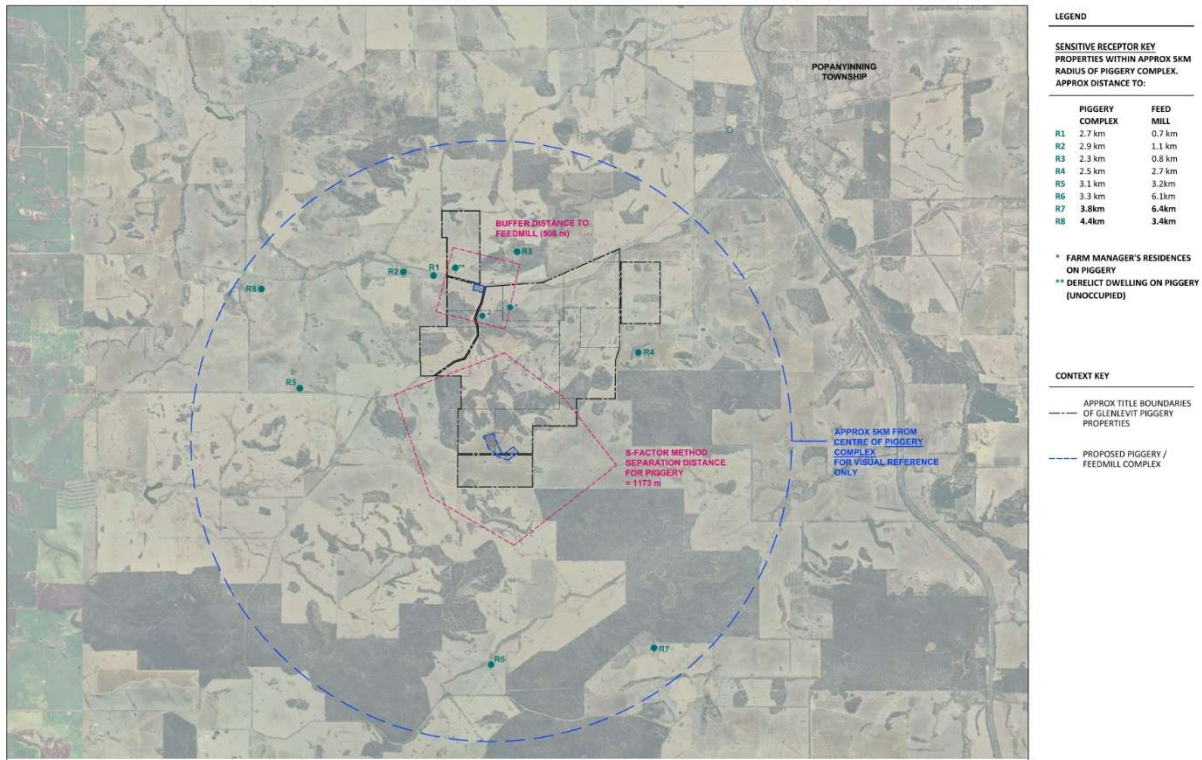 POPANYINNING
TOWNSHIP
BUFFER DISTANCE TO
FEEDMILL (500 m)
R3
**
R2
R1
*
*
R4
R5
S-FACTOR METHOD
SEPARATION DISTANCE
FOR PIGGERY
= 1173 m
APPROX 5KM FROM
CENTRE OF PIGGERY
COMPLEX
FOR VISUAL REFERENCE
ONLY
R6
R7
LEGEND
SENSITIVE RECEPTOR KEY
PROPERTIES WITHIN APPROX 5KM
RADIUS OF PIGGERY COMPLEX.
APPROX DISTANCE TO:
PIGGERY FEED
COMPLEX MILL
R1 2.7 km 0.7 km
R2 2.9 km 1.1 km
R3 2.3 km 0.8 km
R4 2.5 km 2.7 km
R5 3.1 km 3.2km
R6 3.3 km 6.1km
R7 3.8km 6.4km
R8 4.4km 3.4km
* FARM MANAGER'S RESIDENCES
ON PIGGERY
** DERELICT DWELLING ON PIGGERY
(UNOCCUPIED)
CONTEXT KEY
APPROX TITLE BOUNDARIES
OF GLENLEVIT PIGGERY
PROPERTIES
PROPOSED PIGGERY /
FEEDMILL COMPLEX